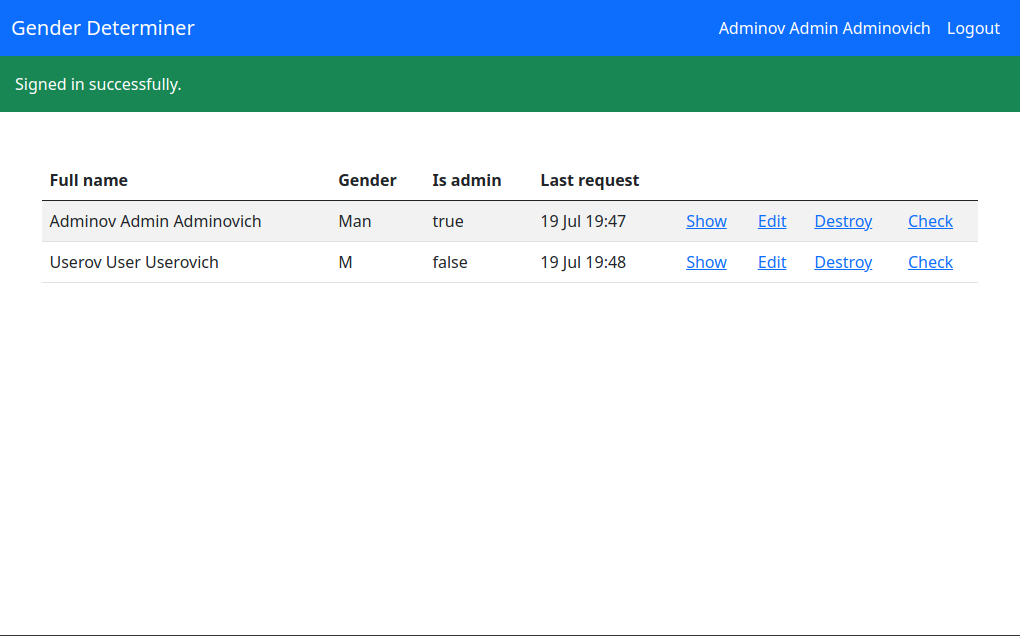 Gender Determiner Adminov Admin Adminovich Logout
Signed in successfully.
Full name Gender Is admin Last request
Adminov Admin Adminovich Man true 19 Jul 19:47 Show Edit Destroy Check
Userov User Userovich M false 19 Jul 19:48 Show Edit Destroy Check